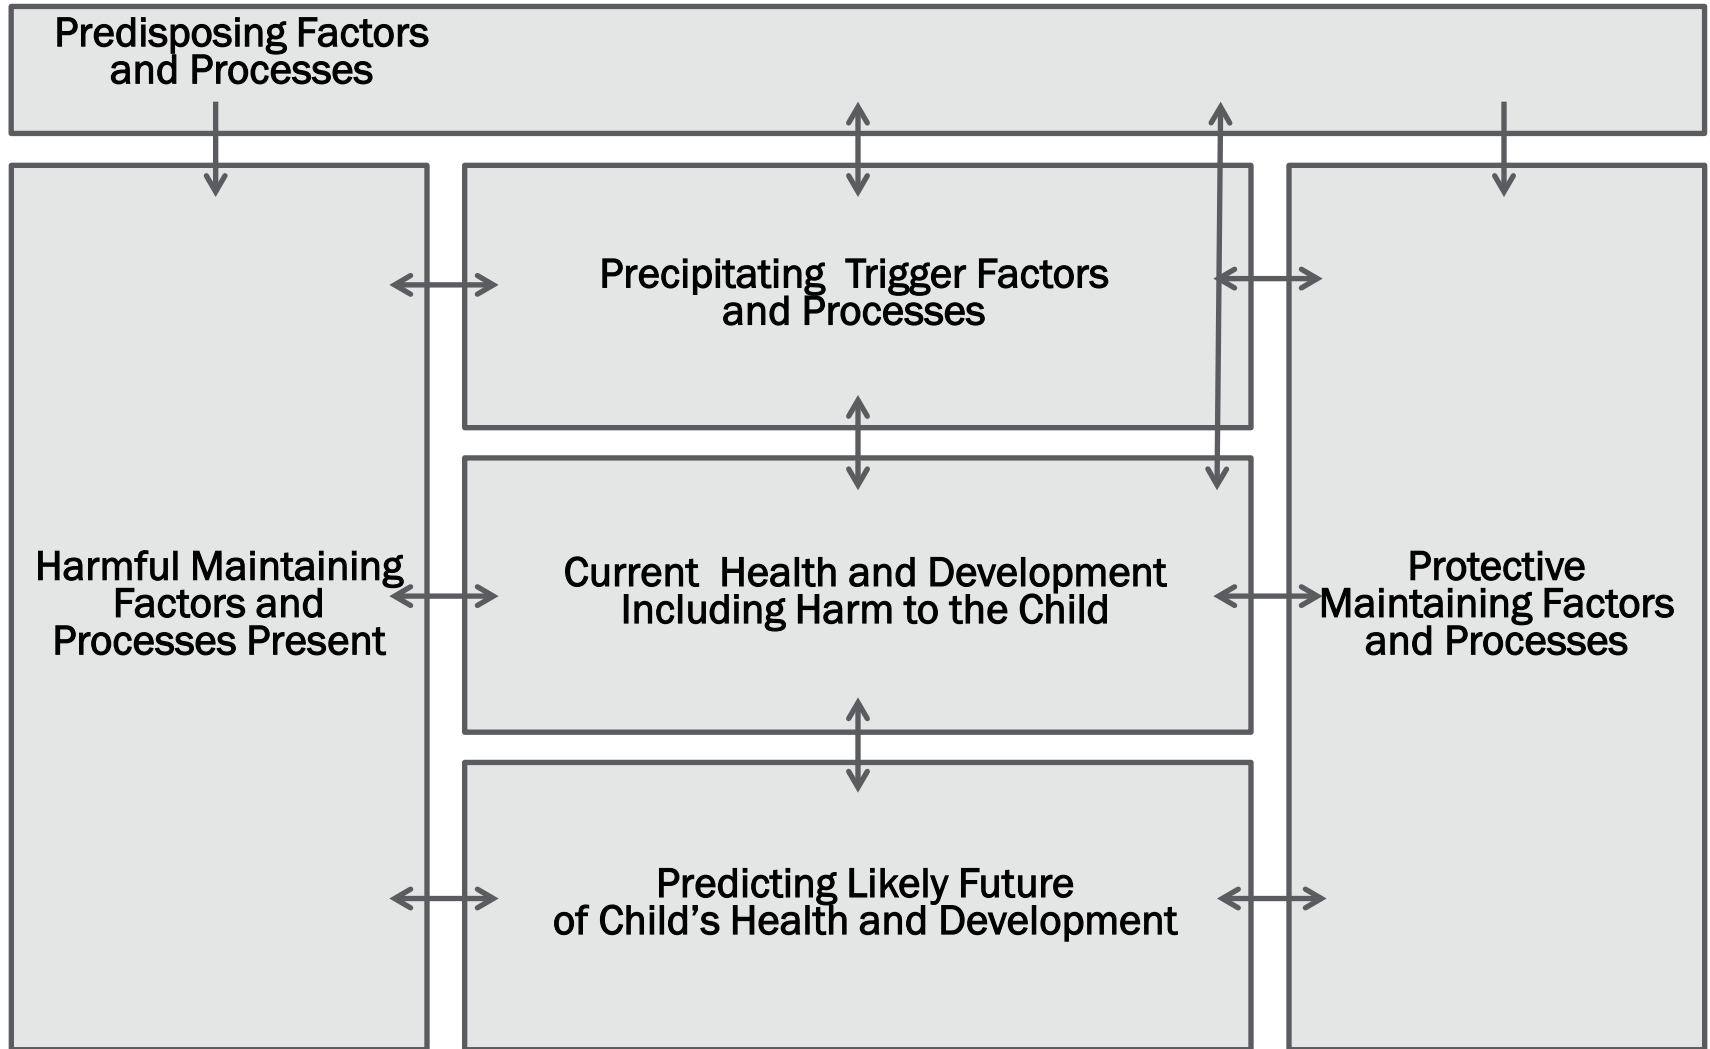 Predisposing Factors
and Processes
Precipitating  Trigger Factors
and Processes
Harmful Maintaining
Factors and
Processes Present
Current  Health and Development
Including Harm to the Child
Protective
Maintaining Factors
and Processes
Predicting Likely Future
of Child’s Health and Development